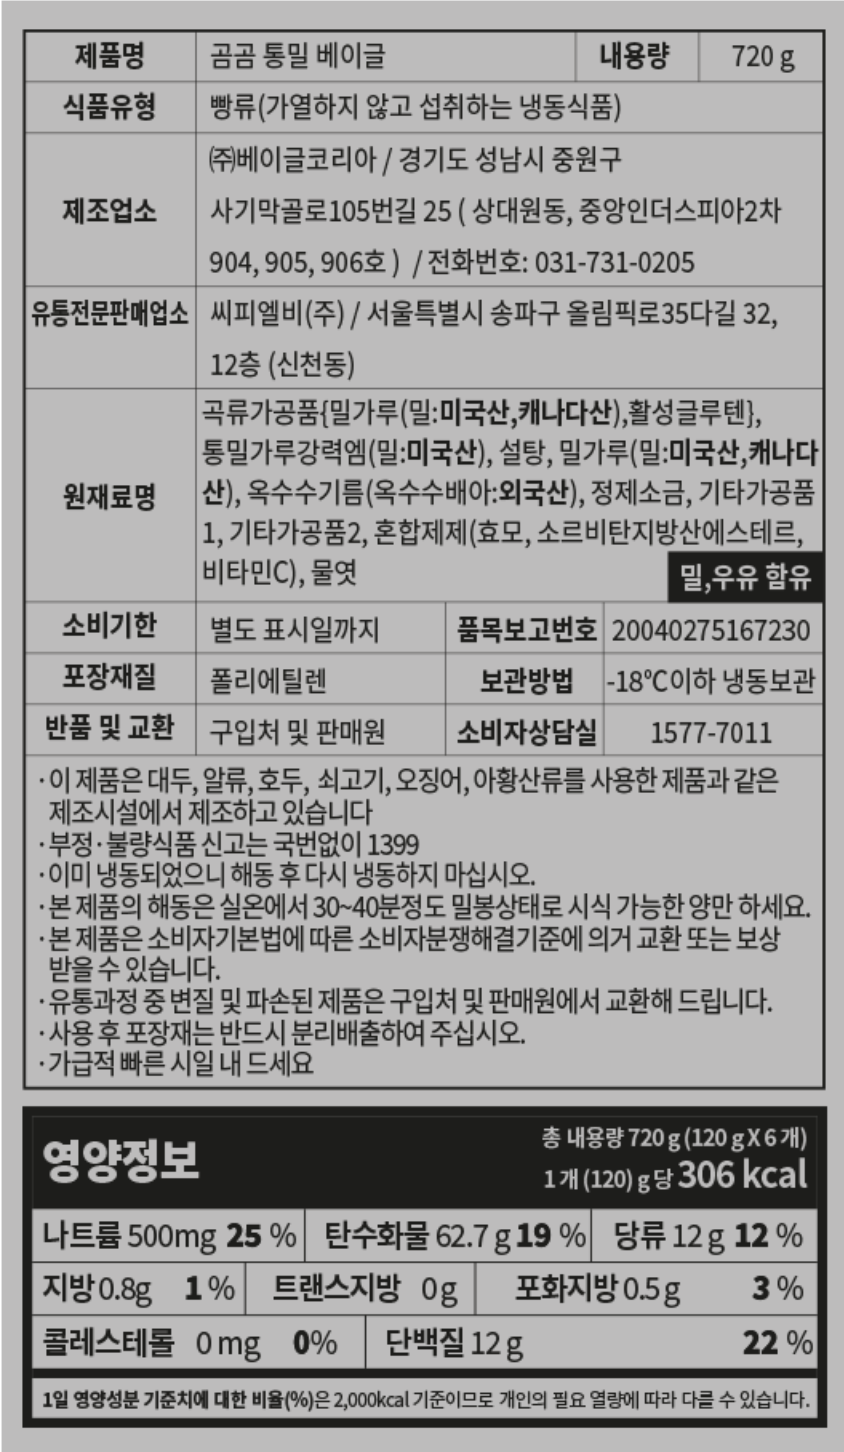 제품명 곰곰 통밀 베이글 내용량 720 g
식품유형 빵류(가열하지 않고 섭취하는 냉동식품)
제조업소 ㈜베이글코리아 / 경기도 성남시 중원구
사기막골로105번길 25 ( 상대원동, 중앙인더스피아2차
904, 905, 906호 ) / 전화번호: 031-731-0205
유통전문판매업소 씨피엘비(주) / 서울특별시 송파구 올림픽로35다길 32,
12층 (신천동)
원재료명 곡류가공품{밀가루(밀:미국산,캐나다산),활성글루텐},
통밀가루강력엠(밀:미국산), 설탕, 밀가루(밀:미국산,캐나다
산), 옥수수기름(옥수수배아:외국산), 정제소금, 기타가공품
1, 기타가공품2, 혼합제제(효모, 소르비탄지방산에스테르,
비타민C), 물엿
밀,우유 함유
소비기한 별도 표시일까지 품목보고번호 20040275167230
포장재질 폴리에틸렌 보관방법 -18℃이하 냉동보관
반품 및 교환 구입처 및 판매원 소비자상담실 1577-7011
·이 제품은 대두, 알류, 호두, 쇠고기, 오징어, 아황산류를 사용한 제품과 같은
제조시설에서 제조하고 있습니다
·부정·불량식품 신고는 국번없이 1399
·이미 냉동되었으니 해동 후 다시 냉동하지 마십시오.
·본 제품의 해동은 실온에서 30~40분정도 밀봉상태로 시식 가능한 양만 하세요.
·본 제품은 소비자기본법에 따른 소비자분쟁해결기준에 의거 교환 또는 보상
받을 수 있습니다.
·유통과정 중 변질 및 파손된 제품은 구입처 및 판매원에서 교환해 드립니다.
·사용 후 포장재는 반드시 분리배출하여 주십시오.
·가급적 빠른 시일 내 드세요
영양정보
총 내용량 720 g (120 g X 6 개)
1 개 (120) g 당 306 kcal
나트륨 500mg 25 % 탄수화물 62.7 g 19 % 당류 12 g 12 %
지방 0.8g 1 % 트랜스지방 0 g 포화지방 0.5 g 3 %
콜레스테롤 0 mg 0% 단백질 12 g 22 %
1일 영양성분 기준치에 대한 비율(%)은 2,000kcal 기준이므로 개인의 필요 열량에 따라 다를 수 있습니다.